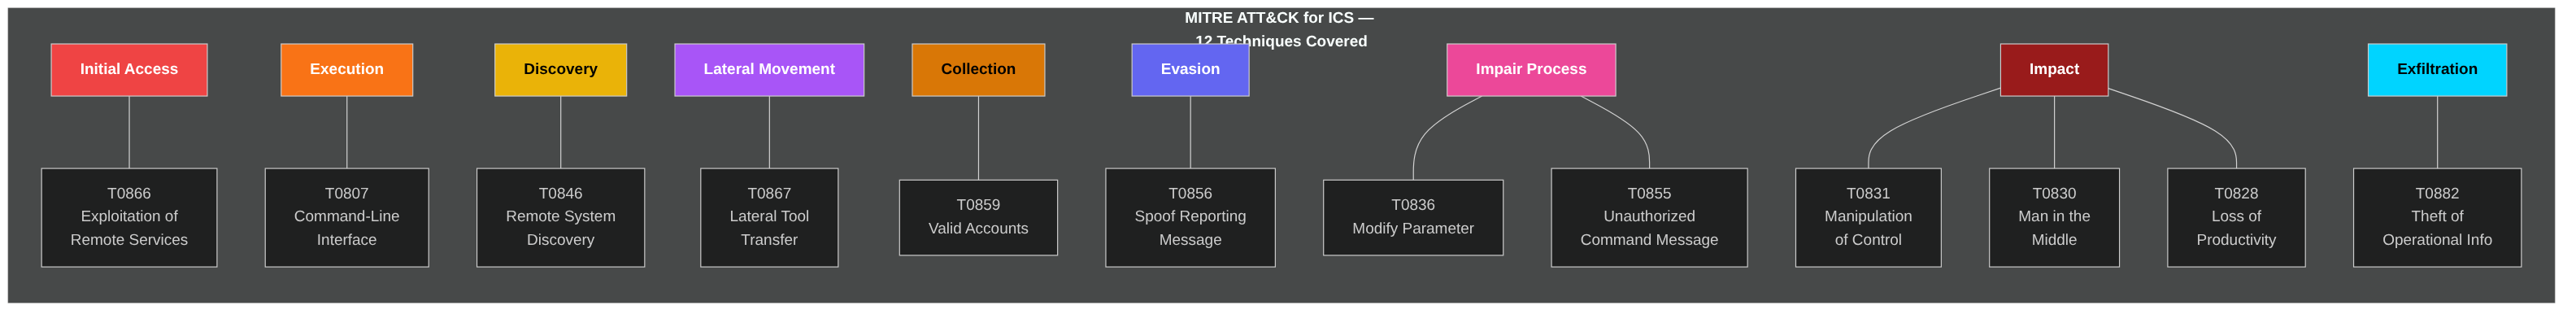 MITRE ATT&CK for ICS —
12 Techniques Covered
Initial Access
Execution
Discovery
Lateral Movement
Collection
Evasion
Impair Process
Impact
Exfiltration
T0866
Exploitation of
Remote Services
T0807
Command-Line
Interface
T0846
Remote System
Discovery
T0867
Lateral Tool
Transfer
T0859
Valid Accounts
T0856
Spoof Reporting
Message
T0836
Modify Parameter
T0855
Unauthorized
Command Message
T0831
Manipulation
of Control
T0830
Man in the
Middle
T0828
Loss of
Productivity
T0882
Theft of
Operational Info